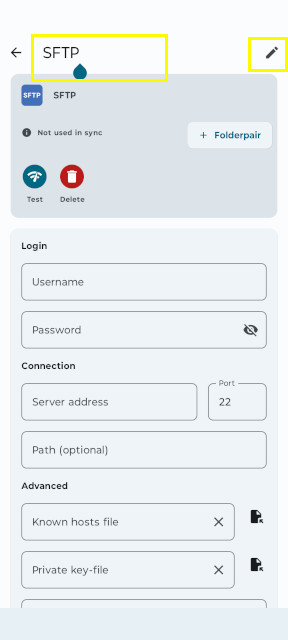 SFTP
SFTP SFTP
Not used in sync
+ Folderpair
Test Delete
Login
Username
Password
Connection
Port
Server address 22
Path (optional)
Advanced
Known hosts file
Private key-file